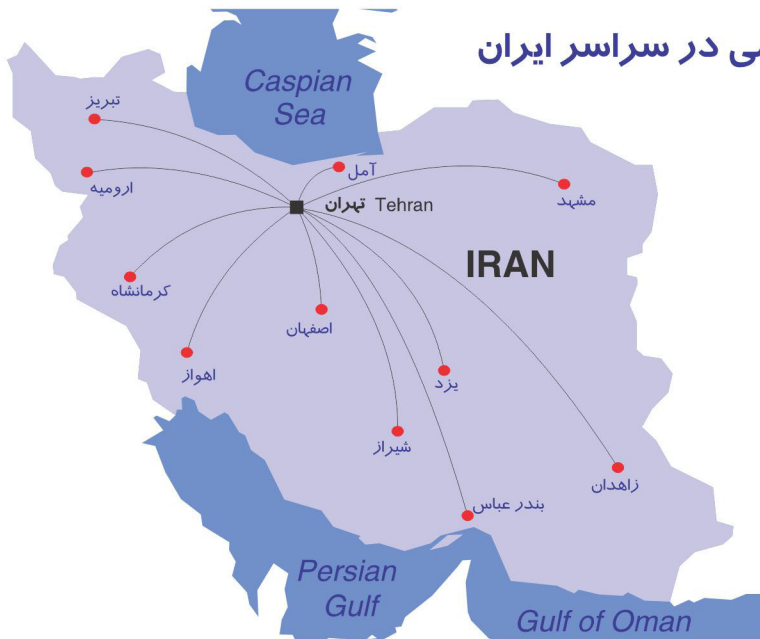 در سراسر ایران
Caspian
Sea
تبریز
آمل
ارومیه
مشهد
تهران Tehran
IRAN
کرمانشاه
اصفهان
اهواز
یزد
شیراز
زاهدان
بندر عباس
Persian
Gulf
Gulf of Oman